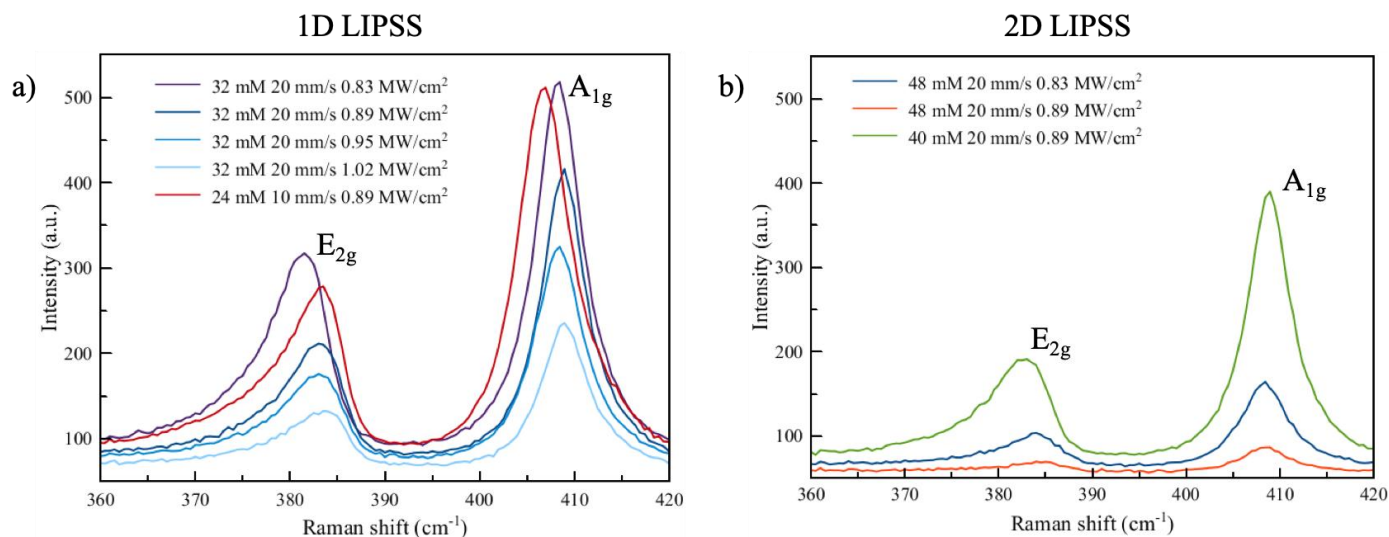 1D LIPSS
2D LIPSS
a)
32 mM 20 mm/s 0.83 MW/cm²
32 mM 20 mm/s 0.89 MW/cm²
32 mM 20 mm/s 0.95 MW/cm²
32 mM 20 mm/s 1.02 MW/cm²
24 mM 10 mm/s 0.89 MW/cm²
A₁g
E₂g
500
400
300
200
100
Intensity (a.u.)
360 370 380 390 400 410 420
Raman shift (cm⁻¹)
b)
48 mM 20 mm/s 0.83 MW/cm²
48 mM 20 mm/s 0.89 MW/cm²
40 mM 20 mm/s 0.89 MW/cm²
A₁g
E₂g
500
400
300
200
100
Intensity (a.u.)
360 370 380 390 400 410 420
Raman shift (cm⁻¹)